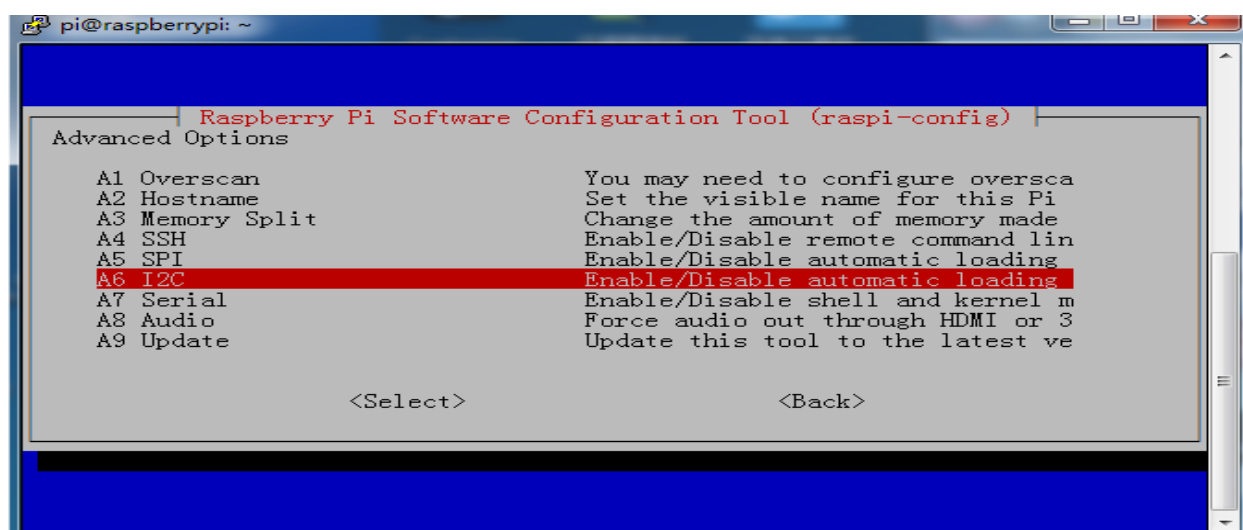 pi@raspberrypi: ~
Raspberry Pi Software Configuration Tool (raspi-config)
Advanced Options
A1 Overscan You may need to configure oversca
A2 Hostname Set the visible name for this Pi
A3 Memory Split Change the amount of memory made
A4 SSH Enable/Disable remote command lin
A5 SPI Enable/Disable automatic loading
A6 I2C Enable/Disable automatic loading
A7 Serial Enable/Disable shell and kernel m
A8 Audio Force audio out through HDMI or 3
A9 Update Update this tool to the latest ve
<Select> <Back>